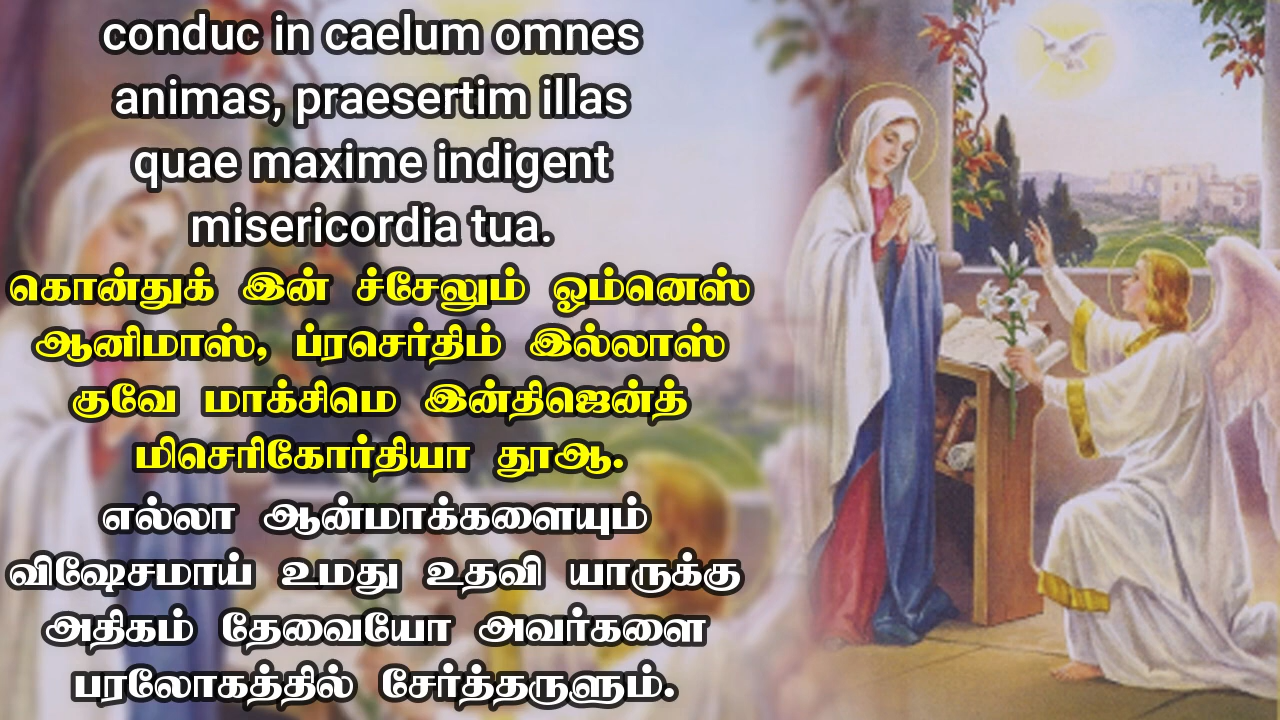 conduc in caelum omnes
animas, praesertim illas
quae maxime indigent
misericordia tua.
கொன்துக் இன் ச்சேலும் ஓம்னெஸ்
ஆனிமாஸ், ப்ரசெர்திம் இல்லாஸ்
குவே மாக்சிமெ இன்திஜென்த்
மிசெரிகோர்தியா தூஆ.
எல்லா ஆன்மாக்களையும்
விஷேசமாய் உமது உதவி யாருக்கு
அதிகம் தேவையோ அவர்களை
பரலோகத்தில் சேர்த்தருளும்.